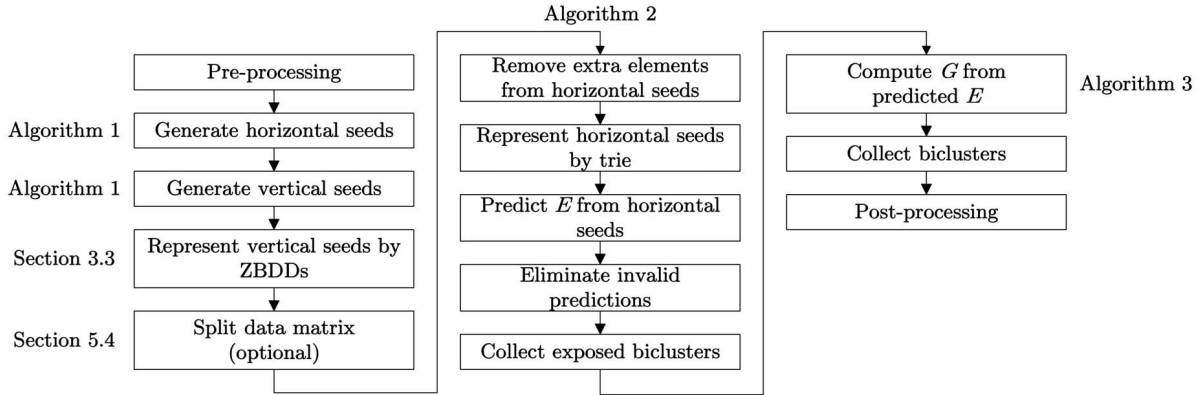 Pre-processing
Algorithm 1
Generate horizontal seeds
Algorithm 1
Generate vertical seeds
Section 3.3
Represent vertical seeds by
ZBDDs
Section 5.4
Split data matrix
(optional)
Algorithm 2
Remove extra elements
from horizontal seeds
Represent horizontal seeds
by trie
Predict E from horizontal
seeds
Eliminate invalid
predictions
Collect exposed biclusters
Compute G from
predicted E
Algorithm 3
Collect biclusters
Post-processing